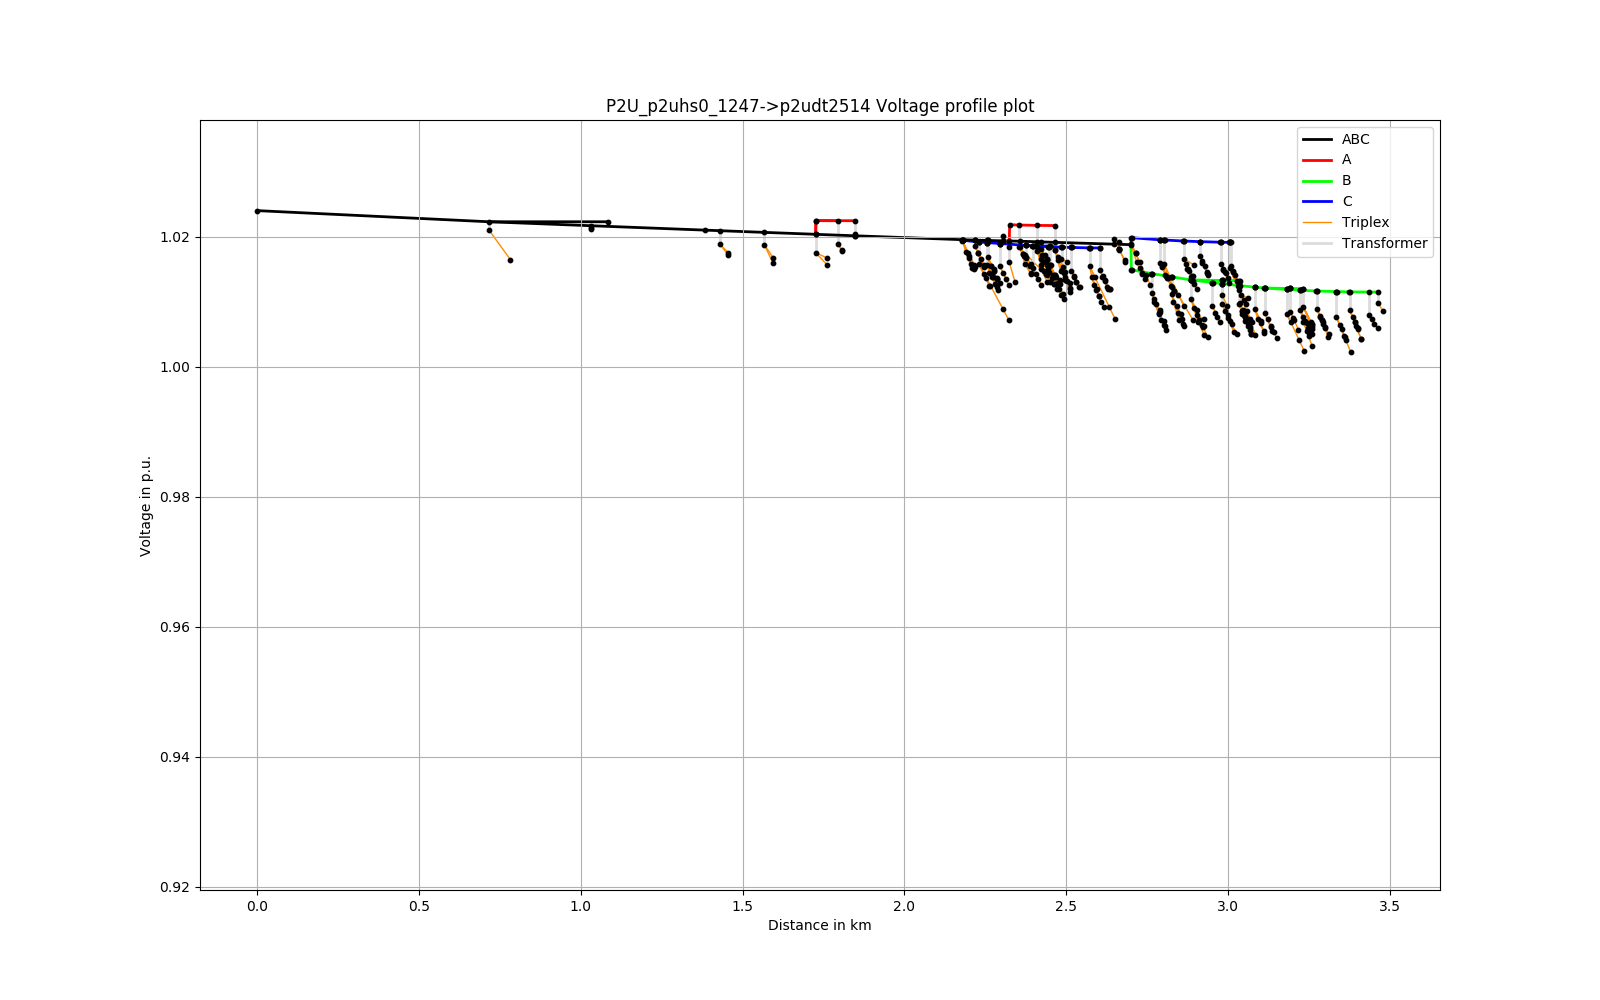 P2U_p2uhs0_1247->p2udt2514 Voltage profile plot
ABC
A
B
C
Triplex
Transformer
Voltage in p.u.
1.02
1.00
0.98
0.96
0.94
0.92
0.0 0.5 1.0 1.5 2.0 2.5 3.0 3.5
Distance in km